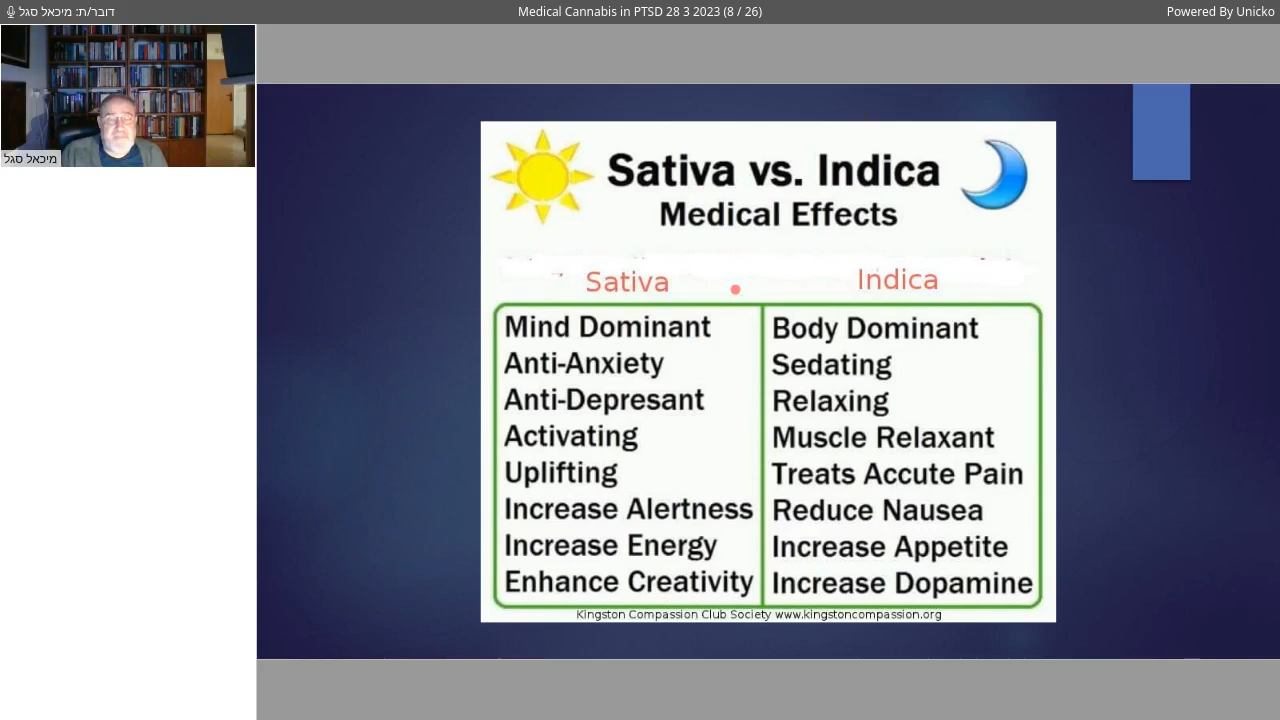 דובר/ת: מיכאל סגל
Medical Cannabis in PTSD 28 3 2023 (8 / 26)
Powered By Unicko
מיכאל סגל
Sativa vs. Indica
Medical Effects
Sativa
Indica
Mind Dominant
Anti-Anxiety
Anti-Depresant
Activating
Uplifting
Increase Alertness
Increase Energy
Enhance Creativity
Body Dominant
Sedating
Relaxing
Muscle Relaxant
Treats Accute Pain
Reduce Nausea
Increase Appetite
Increase Dopamine
Kingston Compassion Club Society www.kingstoncompassion.org